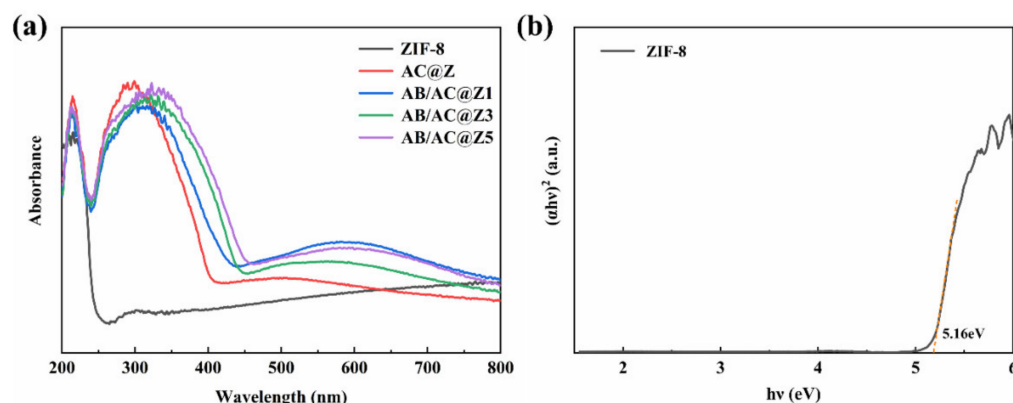 (a)
Absorbance
ZIF-8
AC@Z
AB/AC@Z1
AB/AC@Z3
AB/AC@Z5
200 300 400 500 600 700 800
Wavelength (nm)
(b)
(αhν)² (a.u.)
ZIF-8
5.16eV
2 3 4 5 6
hν (eV)